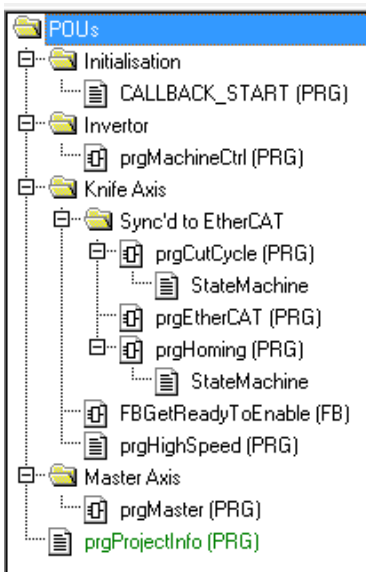 POUs
Initialisation
CALLBACK_START (PRG)
Invertor
prgMachineCtrl (PRG)
Knife Axis
Sync'd to EtherCAT
prgCutCycle (PRG)
StateMachine
prgEtherCAT (PRG)
prgHoming (PRG)
StateMachine
FBGetReadyToEnable (FB)
prgHighSpeed (PRG)
Master Axis
prgMaster (PRG)
prgProjectInfo (PRG)